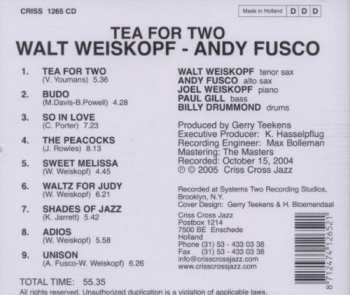 CRISS 1265 CD
Made in Holland
D D D
TEA FOR TWO
WALT WEISKOPF - ANDY FUSCO
1. TEA FOR TWO
(V. Youmans) 5.36
2. BUDO
(M.Davis-B.Powell) 4.28
3. SO IN LOVE
(C. Porter) 7.23
4. THE PEACOCKS
(J. Rowles) 8.13
5. SWEET MELISSA
(W. Weiskopf) 4.45
6. WALTZ FOR JUDY
(W. Weiskopf) 6.21
7. SHADES OF JAZZ
(K. Jarrett) 5.42
8. ADIOS
(W. Weiskopf) 5.58
9. UNISON
(A. Fusco-W. Weiskopf) 6.26
TOTAL TIME: 55.35
WALT WEISKOPF tenor sax
ANDY FUSCO alto sax
JOEL WEISKOPF piano
PAUL GILL bass
BILLY DRUMMOND drums
Produced by Gerry Teekens
Executive Producer: K. Hasselpflug
Recording Engineer: Max Bolleman
Mastering: The Masters
Recorded: October 15, 2004
℗ © 2005 Criss Cross Jazz
Recorded at Systems Two Recording Studios,
Brooklyn, N.Y.
Cover Design: Gerry Teekens & H. Bloemendaal
Criss Cross Jazz
Postbox 1214
7500 BE Enschede
Holland
Phone (31) 53 - 433 03 38
Fax (31) 53 - 433 03 38
info@crisscrossjazz.com
www.crisscrossjazz.com
8712474126521
All rights reserved. Unauthorized duplication is a violation of applicable laws.